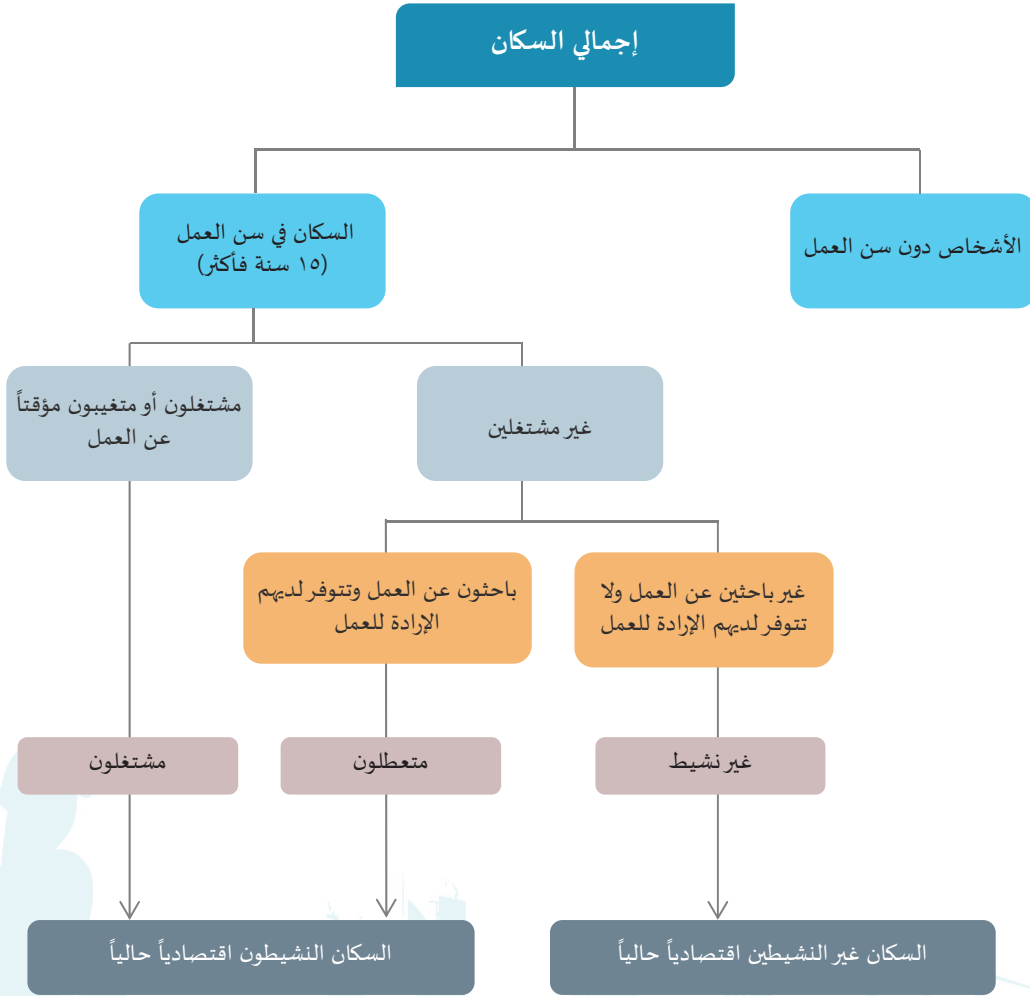 إجمالي السكان
الأشخاص دون سن العمل
السكان في سن العمل
(١٥ سنة فأكثر)
غير مشتغلين
مشتغلون أو متغيبون مؤقتاً
عن العمل
غير باحثين عن العمل ولا
تتوفر لديهم الإرادة للعمل
باحثون عن العمل وتتوفر لديهم
الإرادة للعمل
غير نشيط
متعطلون
مشتغلون
السكان غير النشيطين اقتصادياً حالياً
السكان النشيطون اقتصادياً حالياً